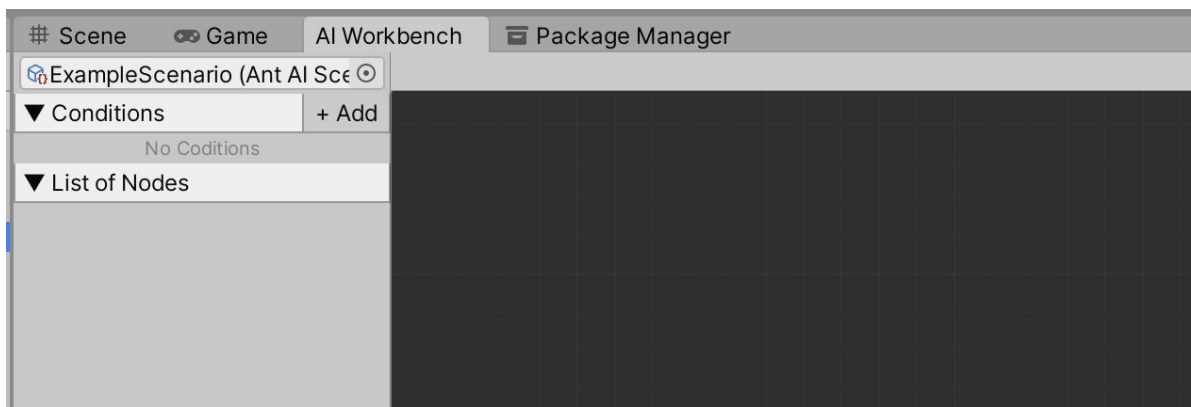 Scene Game AI Workbench Package Manager
ExampleScenario (Ant AI Sce
Conditions + Add
No Coditions
List of Nodes